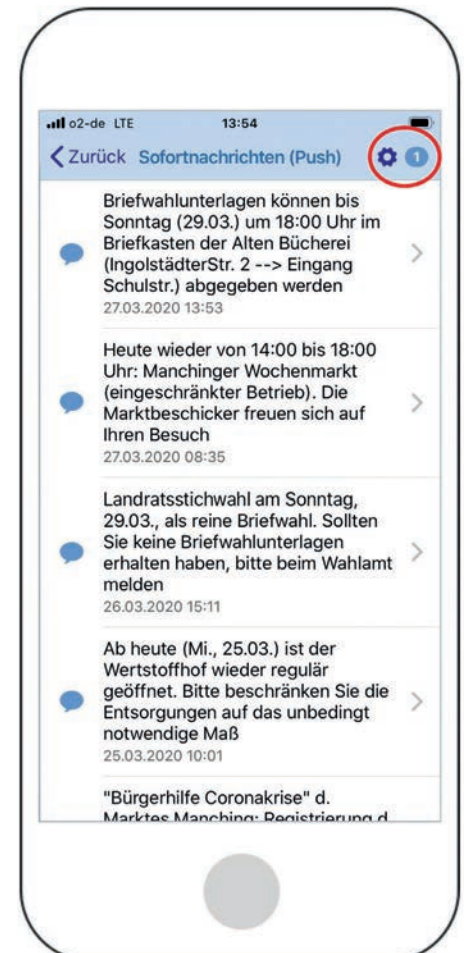 o2-de LTE 13:54
Zurück Sofortnachrichten (Push) 1
Briefwahlunterlagen können bis
Sonntag (29.03.) um 18:00 Uhr im
Briefkasten der Alten Bücherei
(IngolstädterStr. 2 --> Eingang
Schulstr.) abgegeben werden
27.03.2020 13:53
Heute wieder von 14:00 bis 18:00
Uhr: Manchinger Wochenmarkt
(eingeschränkter Betrieb). Die
Marktbeschicker freuen sich auf
Ihren Besuch
27.03.2020 08:35
Landratsstichwahl am Sonntag,
29.03., als reine Briefwahl. Sollten
Sie keine Briefwahlunterlagen
erhalten haben, bitte beim Wahlamt
melden
26.03.2020 15:11
Ab heute (Mi., 25.03.) ist der
Wertstoffhof wieder regulär
geöffnet. Bitte beschränken Sie die
Entsorgungen auf das unbedingt
notwendige Maß
25.03.2020 10:01
"Bürgerhilfe Coronakrise" d.
Marktes Manching: Registrierung d